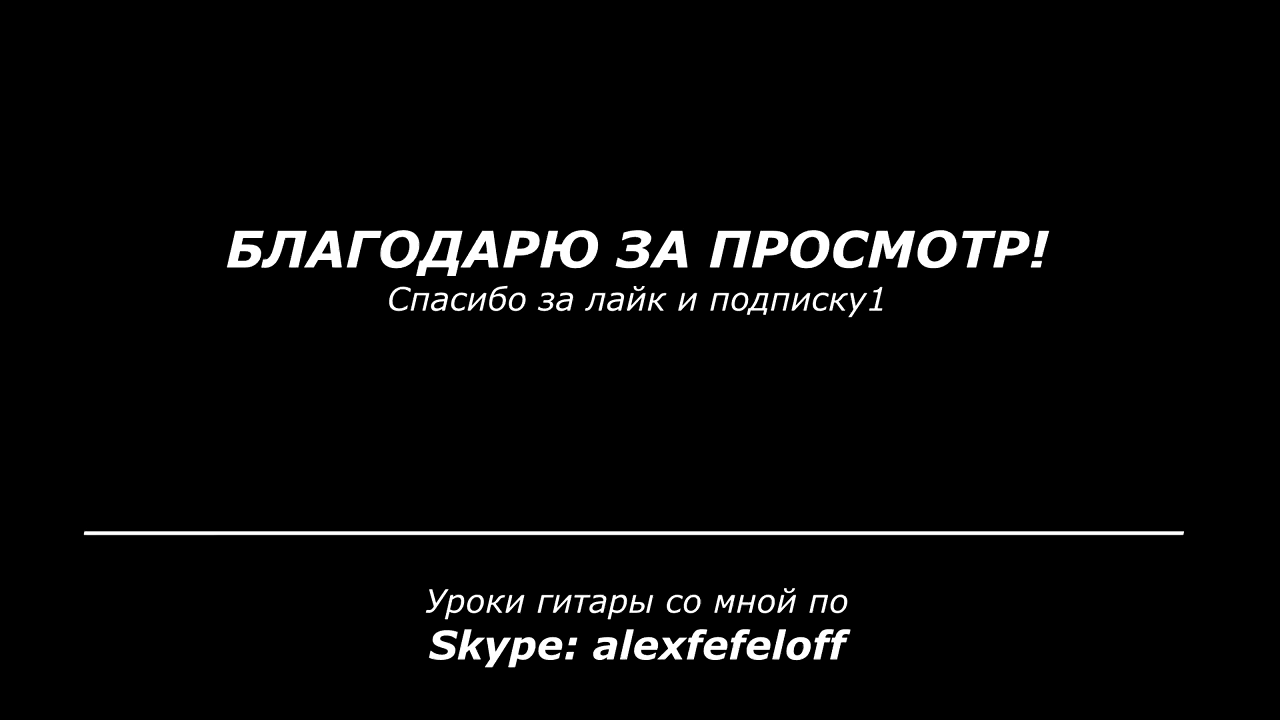 БЛАГОДАРЮ ЗА ПРОСМОТР!
Спасибо за лайк и подписку1
Уроки гитары со мной по
Skype: alexfefeloff